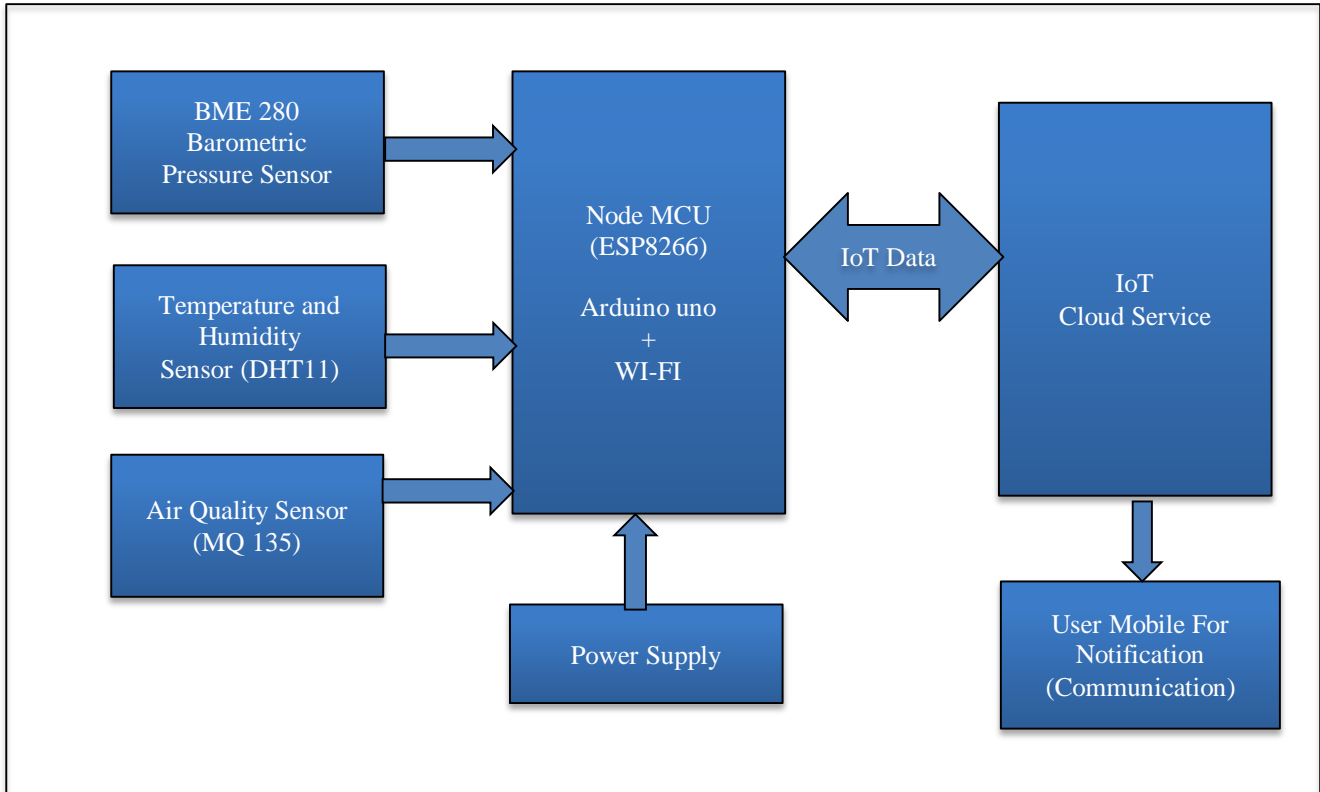 BME 280
Barometric
Pressure Sensor
Temperature and
Humidity
Sensor (DHT11)
Air Quality Sensor
(MQ 135)
Node MCU
(ESP8266)
Arduino uno
+
WI-FI
Power Supply
IoT Data
IoT
Cloud Service
User Mobile For
Notification
(Communication)